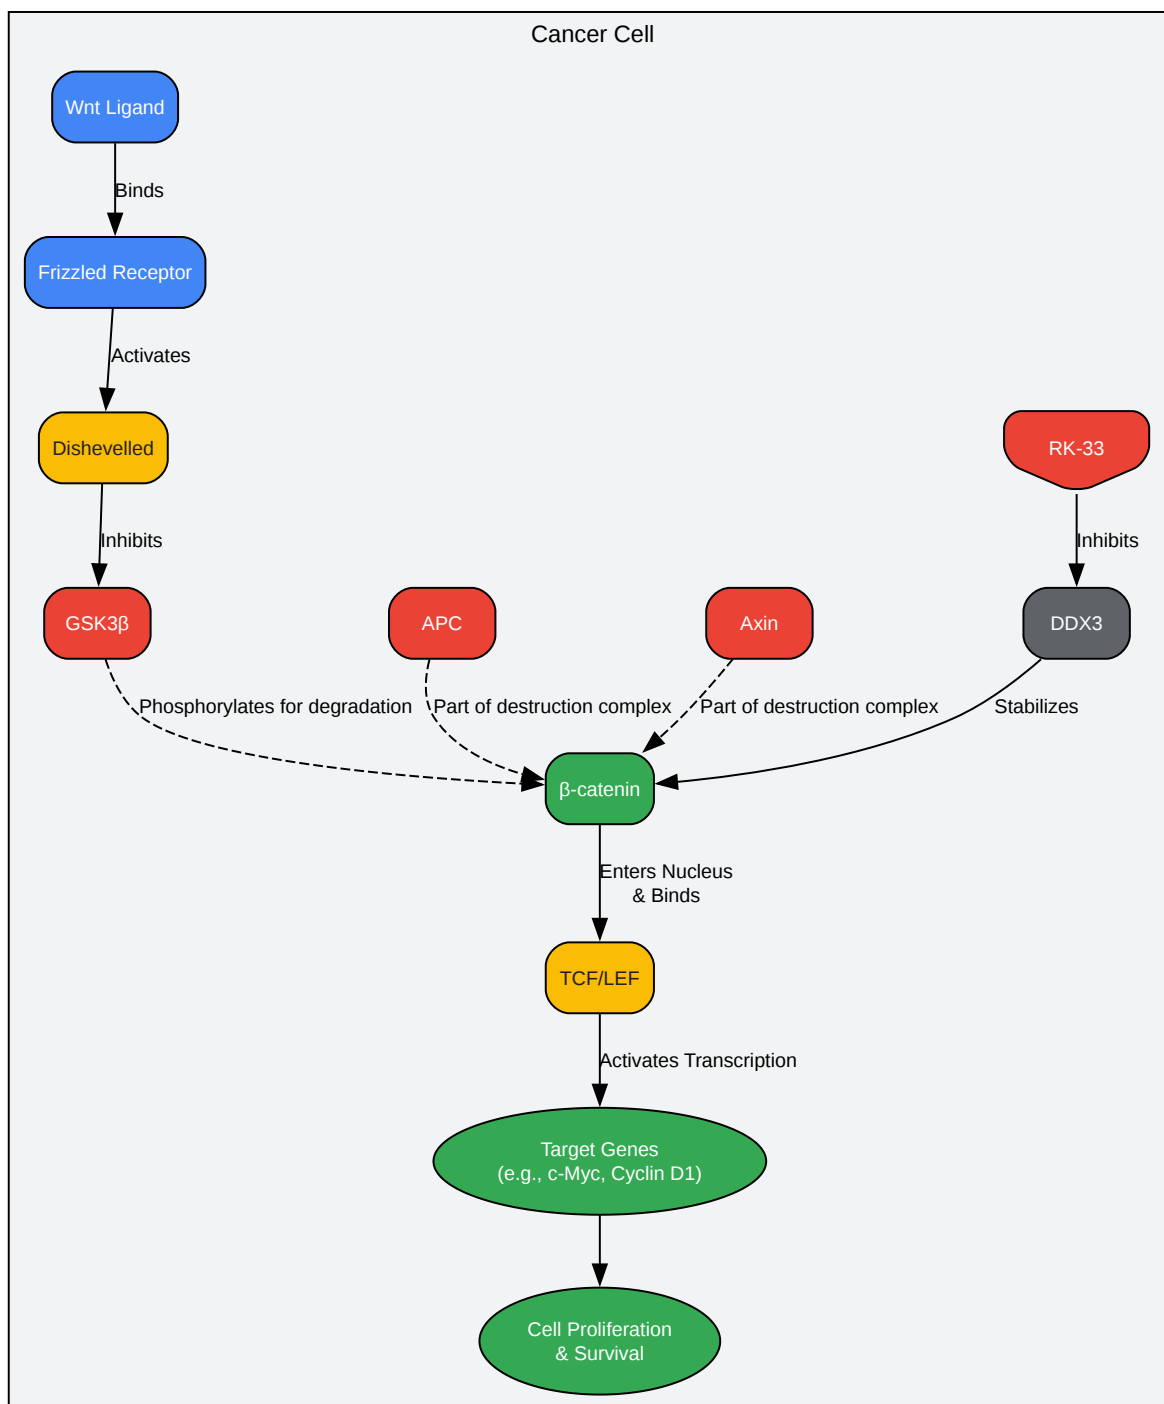 Cancer Cell
Wnt Ligand
Binds
Frizzled Receptor
Activates
Dishevelled
RK-33
Inhibits
Inhibits
GSK3β
APC
Axin
DDX3
Phosphorylates for degradation
Part of destruction complex
Part of destruction complex
Stabilizes
β-catenin
Enters Nucleus
& Binds
TCF/LEF
Activates Transcription
Target Genes
(e.g., c-Myc, Cyclin D1)
Cell Proliferation
& Survival